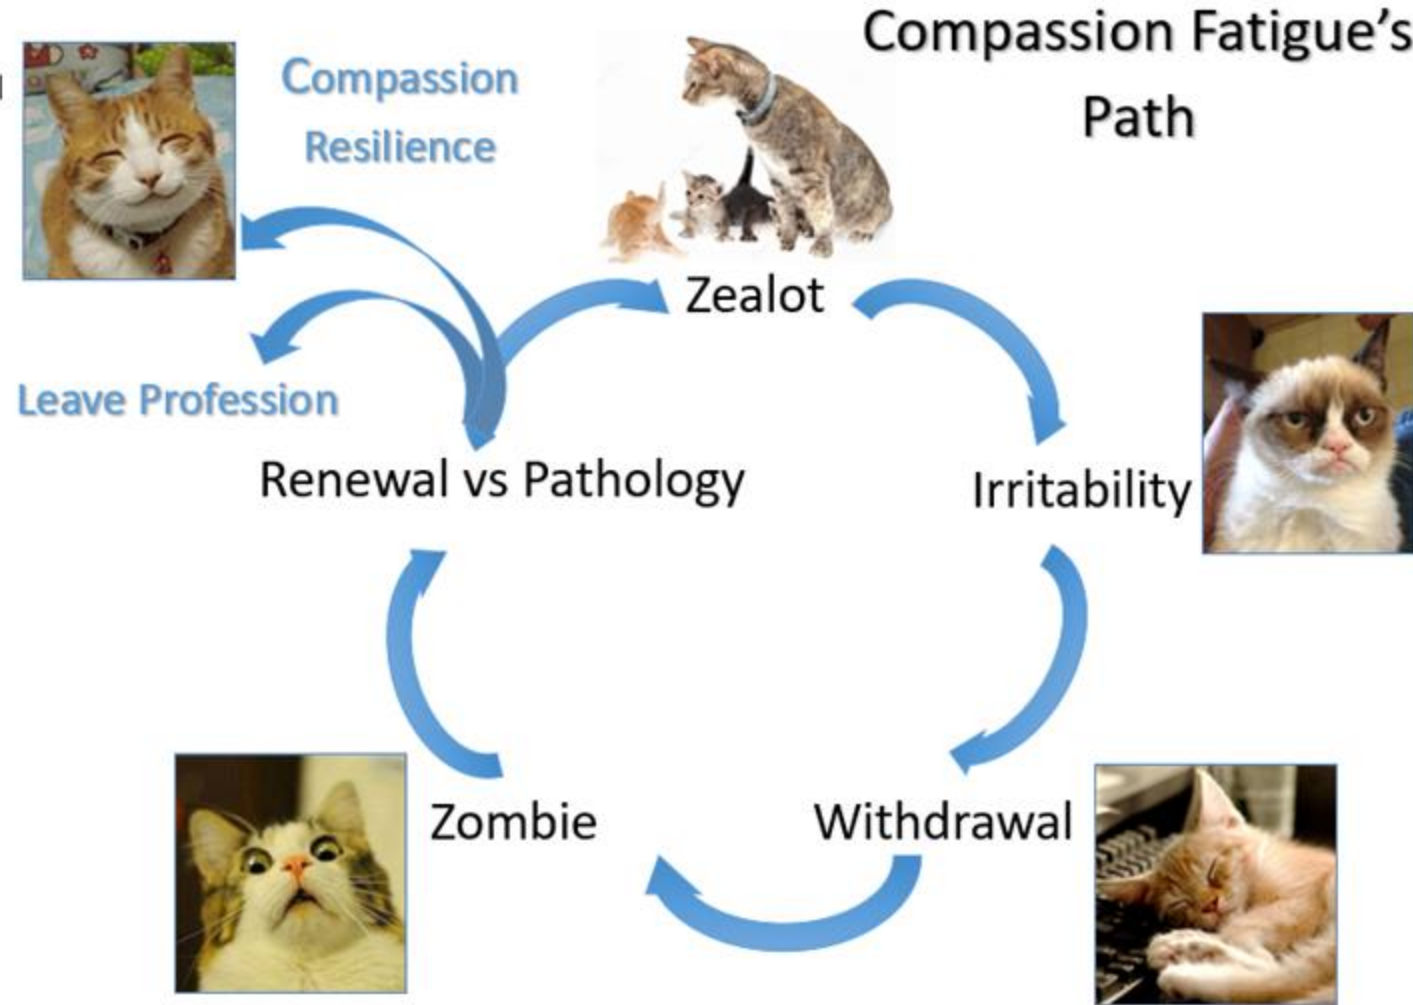 Compassion Fatigue's
Path
Compassion
Resilience
Zealot
Leave Profession
Renewal vs Pathology
Irritability
Zombie
Withdrawal